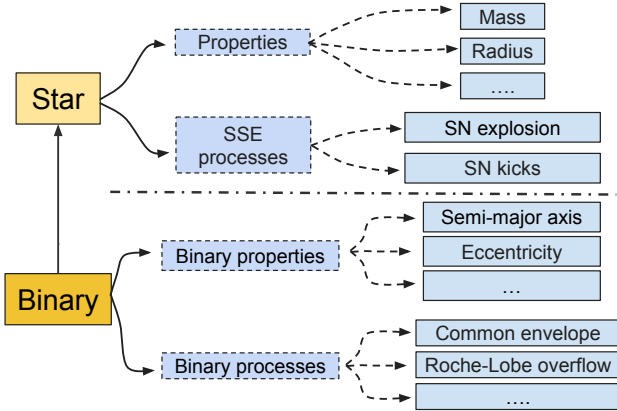 Properties
Mass
Radius
....
Star
SSE
processes
SN explosion
SN kicks
Binary
Binary properties
Semi-major axis
Eccentricity
...
Binary processes
Common envelope
Roche-Lobe overflow
....